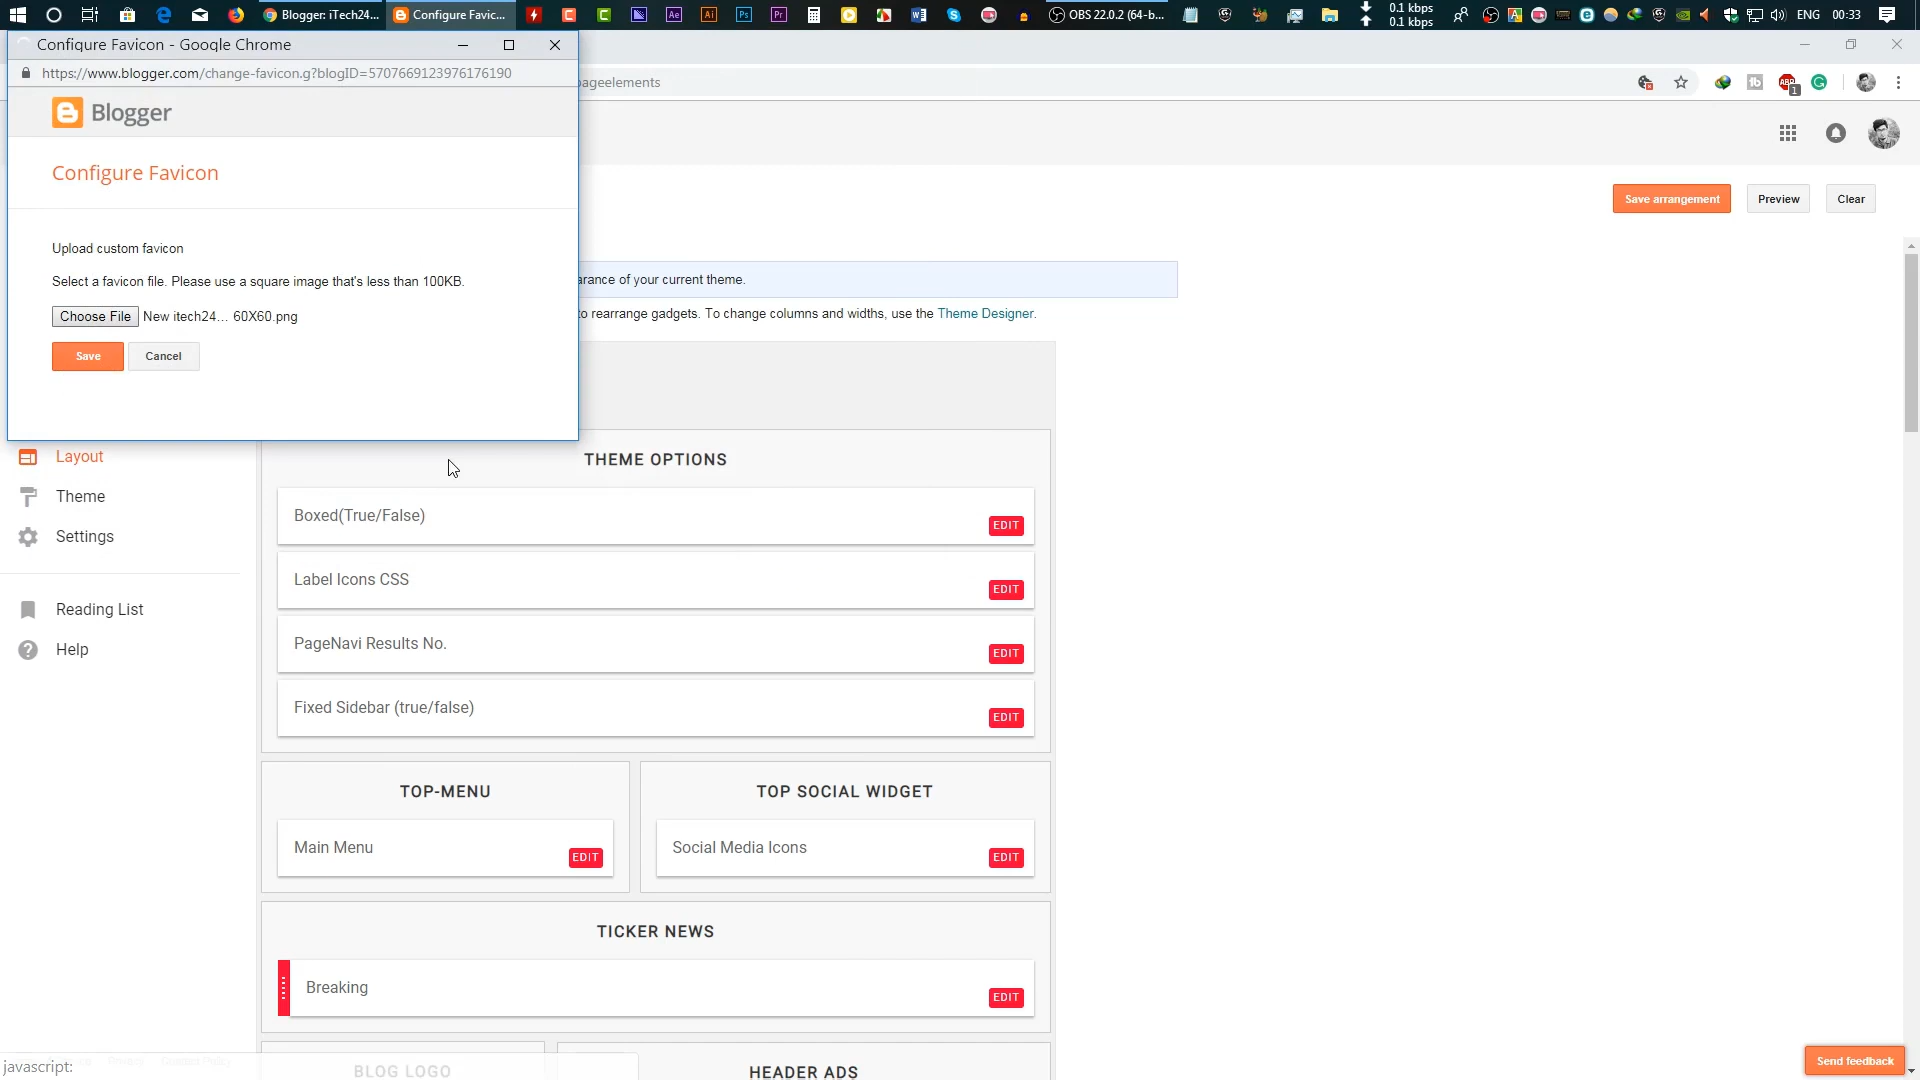 Blogger: iTech24...
Configure Favic...
OBS 22.0.2 (64-b...
0.1 kbps
0.1 kbps
ENG
00:33
Configure Favicon - Google Chrome
https://www.blogger.com/change-favicon.g?blogID=5707669123976176190
ageelements
Blogger
Configure Favicon
Save arrangement
Preview
Clear
Upload custom favicon
Select a favicon file. Please use a square image that's less than 100KB.
arance of your current theme.
Choose File New itech24... 60X60.png
to rearrange gadgets. To change columns and widths, use the Theme Designer.
Save
Cancel
Layout
Theme
Settings
Reading List
Help
THEME OPTIONS
Boxed(True/False)
EDIT
Label Icons CSS
EDIT
PageNavi Results No.
EDIT
Fixed Sidebar (true/false)
EDIT
TOP-MENU
Main Menu
EDIT
TOP SOCIAL WIDGET
Social Media Icons
EDIT
TICKER NEWS
Breaking
EDIT
BLOG LOGO
HEADER ADS
Send feedback
javascript: